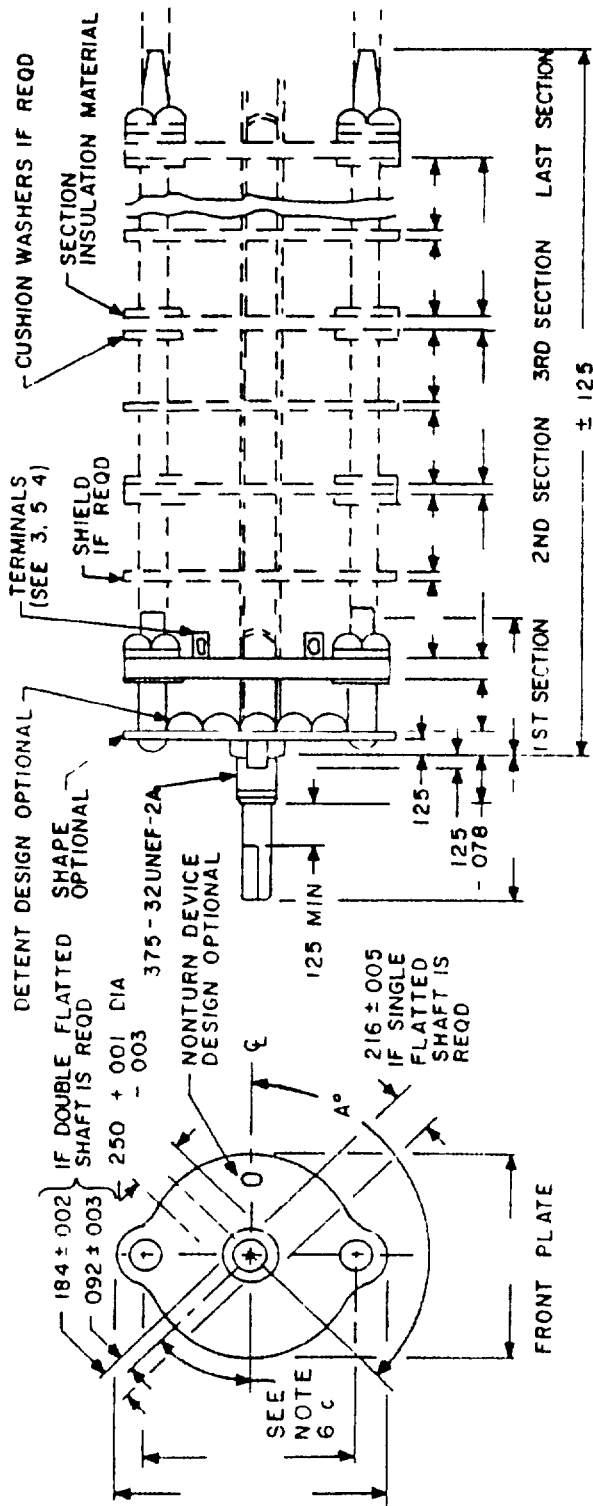 184 ± 002
092 ± 003
IF DOUBLE FLATTED
SHAFT IS REQD
250 + 001 DIA
- 003
NONTURN DEVICE
DESIGN OPTIONAL
℄
A°
216 ± 005
IF SINGLE
FLATTED
SHAFT IS
REQD
SEE
NOTE
6 c
FRONT PLATE
DETENT DESIGN OPTIONAL
SHAPE
OPTIONAL
375-32UNEF-2A
125 MIN
TERMINALS
(SEE 3. 5 4)
SHIELD
IF REQD
CUSHION WASHERS IF REQD
SECTION
INSULATION MATERIAL
125
125
-078
1 ST SECTION
2ND SECTION
3RD SECTION
LAST SECTION
± 125